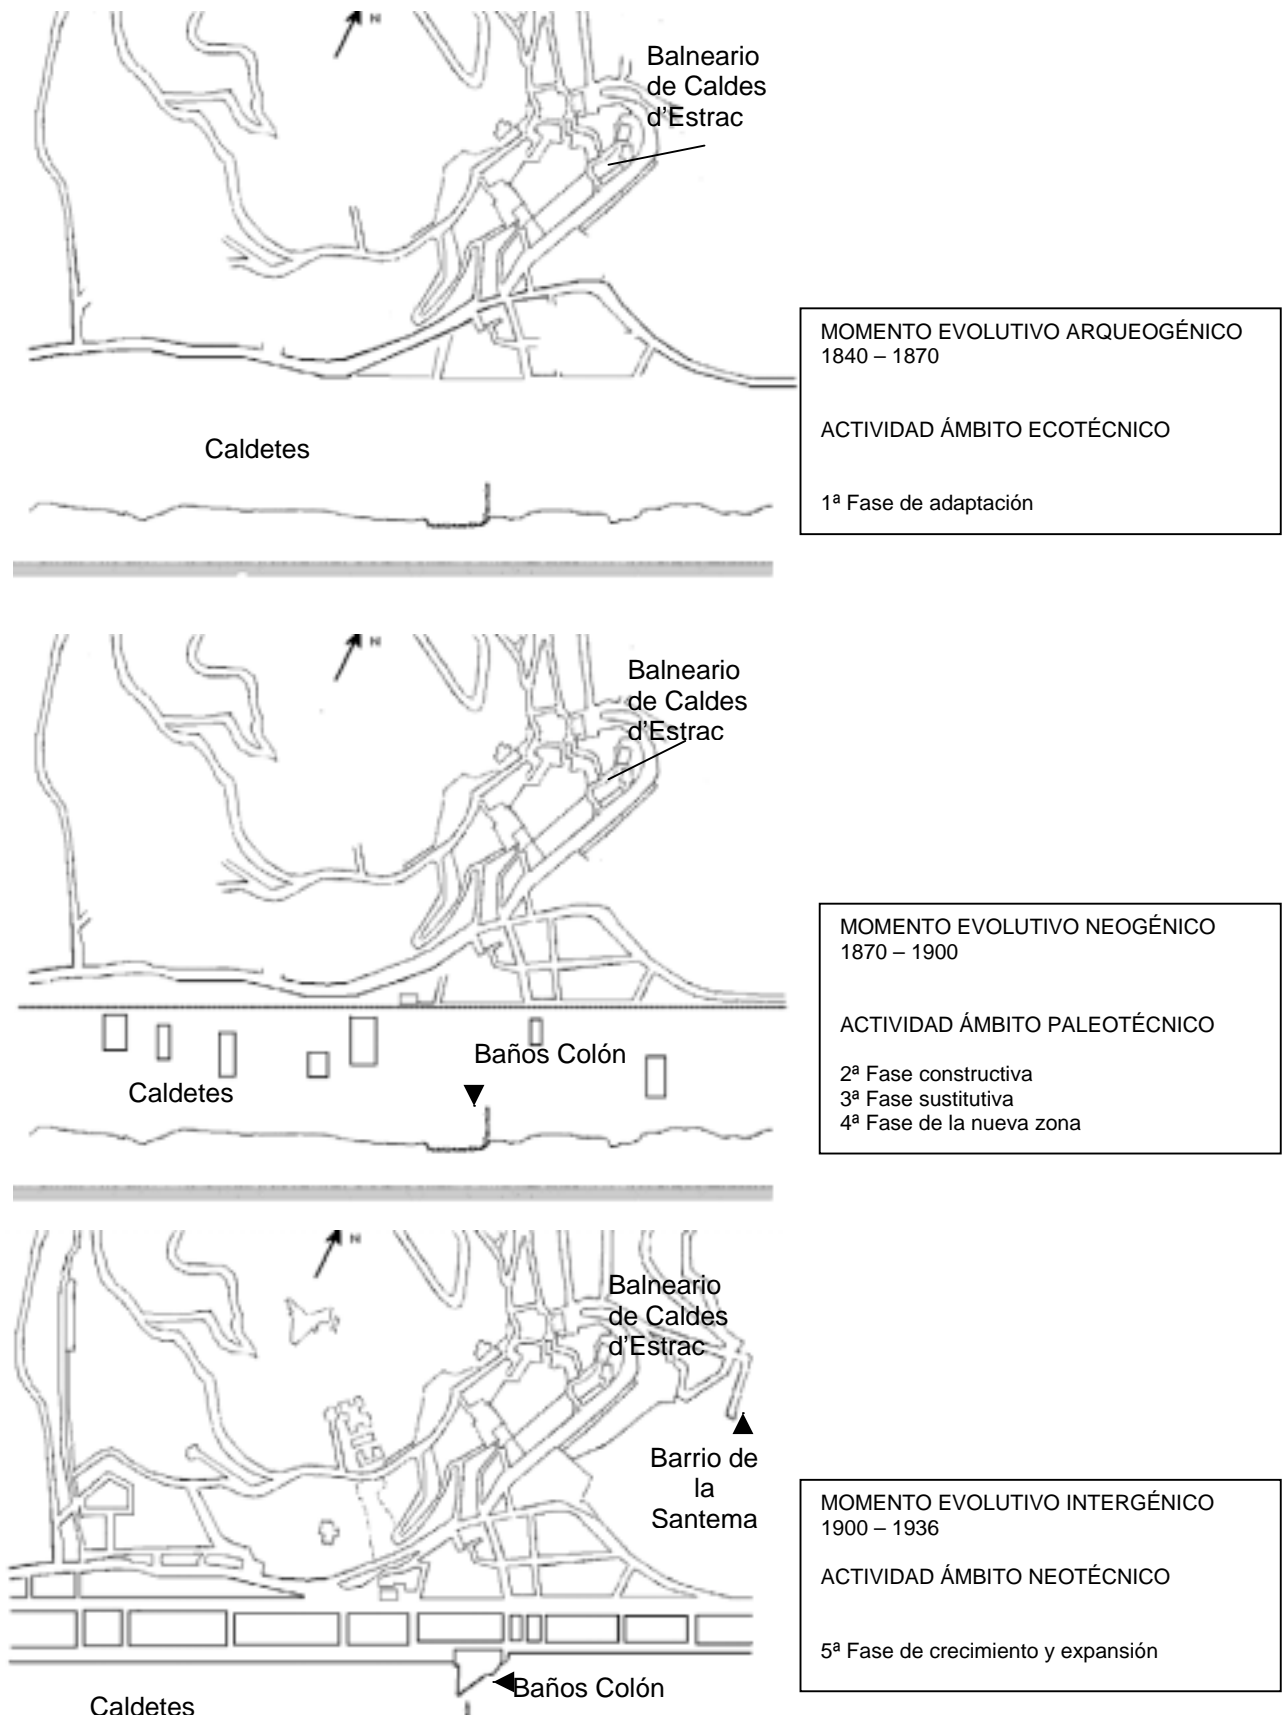 N
Balneario
de Caldes
d'Estrac
MOMENTO EVOLUTIVO ARQUEOGÉNICO
1840 – 1870
ACTIVIDAD ÁMBITO ECOTÉCNICO
1ª Fase de adaptación
Caldetes
N
Balneario
de Caldes
d'Estrac
MOMENTO EVOLUTIVO NEOGÉNICO
1870 – 1900
ACTIVIDAD ÁMBITO PALEOTÉCNICO
2ª Fase constructiva
3ª Fase sustitutiva
4ª Fase de la nueva zona
Baños Colón
Caldetes
N
Balneario
de Caldes
d'Estrac
Barrio de
la
Santema
MOMENTO EVOLUTIVO INTERGÉNICO
1900 – 1936
ACTIVIDAD ÁMBITO NEOTÉCNICO
5ª Fase de crecimiento y expansión
Baños Colón
Caldetes